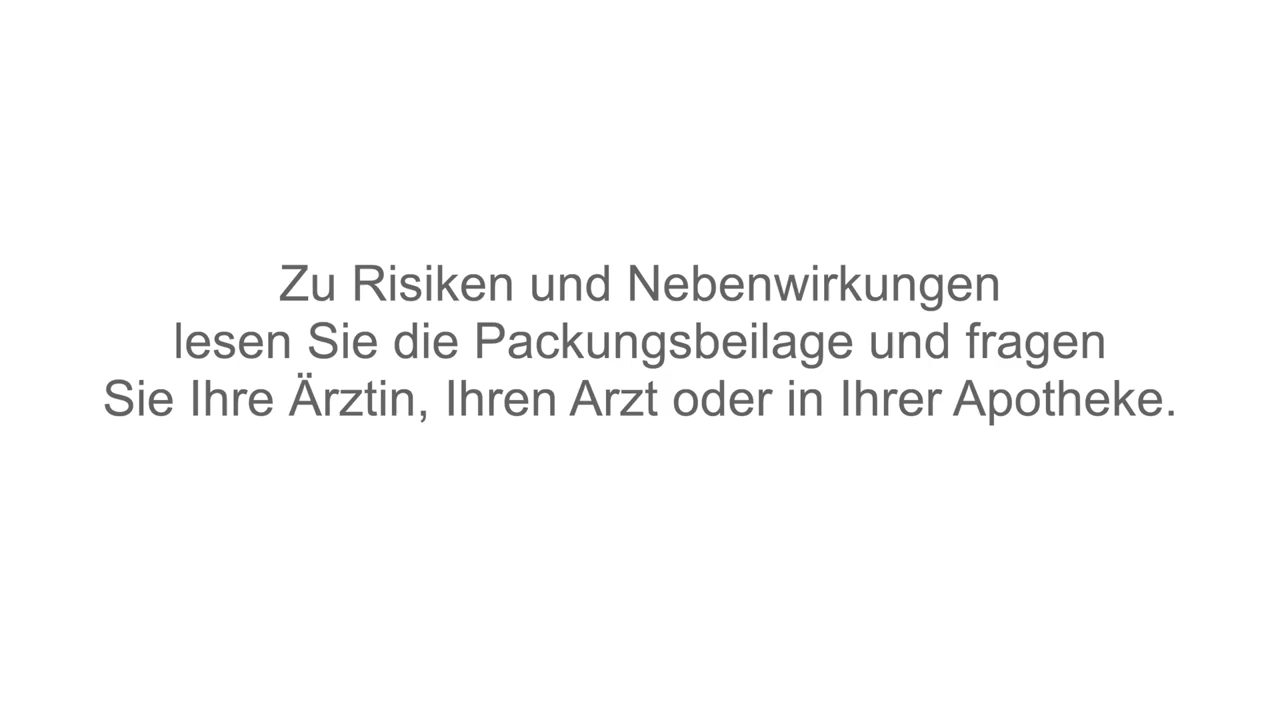 Zu Risiken und Nebenwirkungen
lesen Sie die Packungsbeilage und fragen
Sie Ihre Ärztin, Ihren Arzt oder in Ihrer Apotheke.